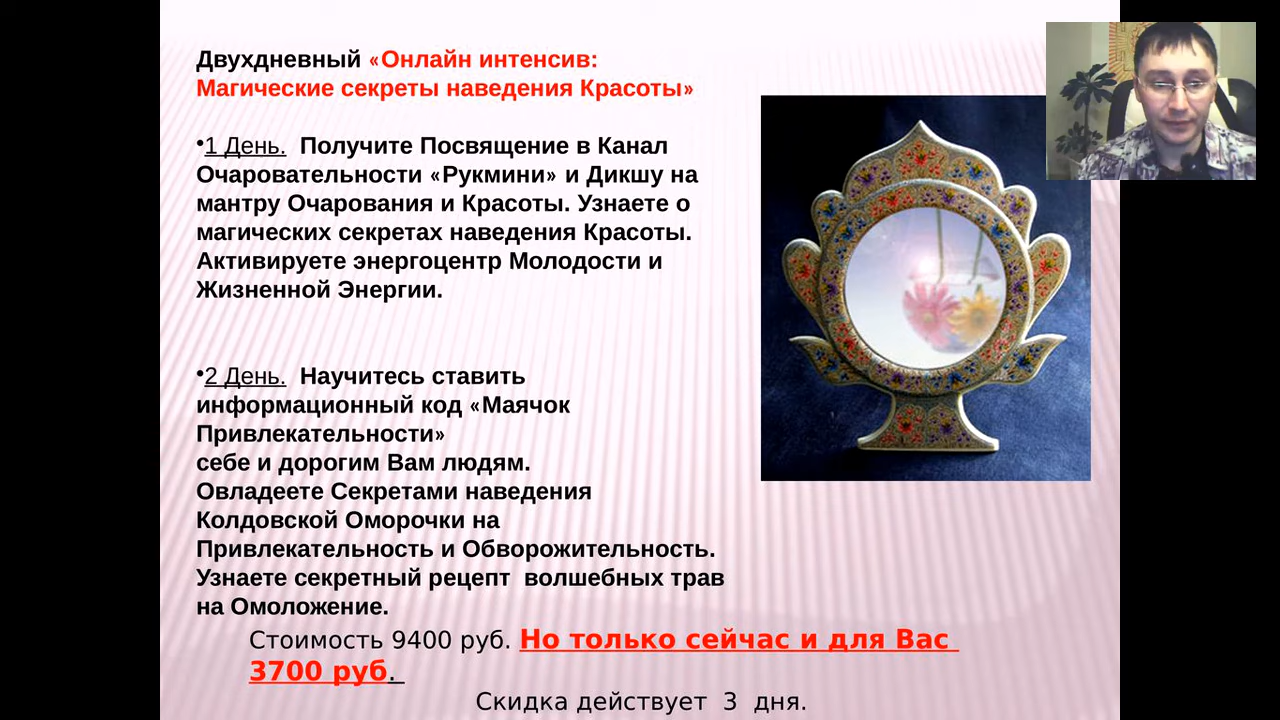 Двухдневный «Онлайн интенсив:
Магические секреты наведения Красоты»
•1 День. Получите Посвящение в Канал
Очаровательности «Рукмини» и Дикшу на
мантру Очарования и Красоты. Узнаете о
магических секретах наведения Красоты.
Активируете энергоцентр Молодости и
Жизненной Энергии.
•2 День. Научитесь ставить
информационный код «Маячок
Привлекательности»
себе и дорогим Вам людям.
Овладеете Секретами наведения
Колдовской Оморочки на
Привлекательность и Обворожительность.
Узнаете секретный рецепт волшебных трав
на Омоложение.
Стоимость 9400 руб. Но только сейчас и для Вас
3700 руб.
Скидка действует 3 дня.